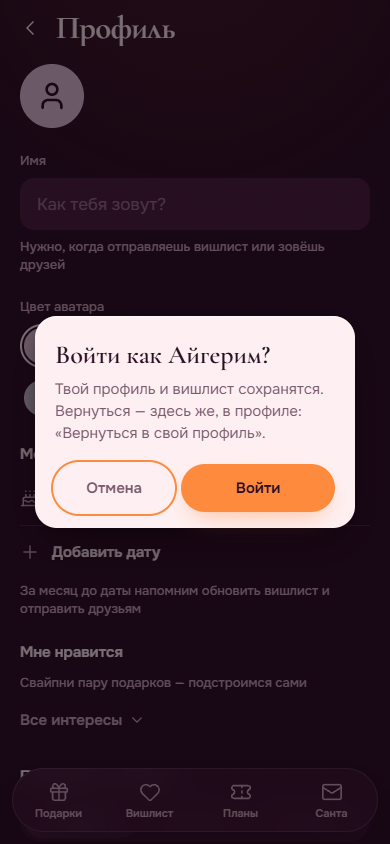 Профиль
Имя
Как тебя зовут?
Нужно, когда отправляешь вишлист или зовёшь
друзей
Цвет аватара
Войти как Айгерим?
Твой профиль и вишлист сохранятся.
Вернуться — здесь же, в профиле:
«Вернуться в свой профиль».
Отмена
Войти
Добавить дату
За месяц до даты напомним обновить вишлист и
отправить друзьям
Мне нравится
Свайпни пару подарков — подстроимся сами
Все интересы
Подарки
Вишлист
Планы
Санта